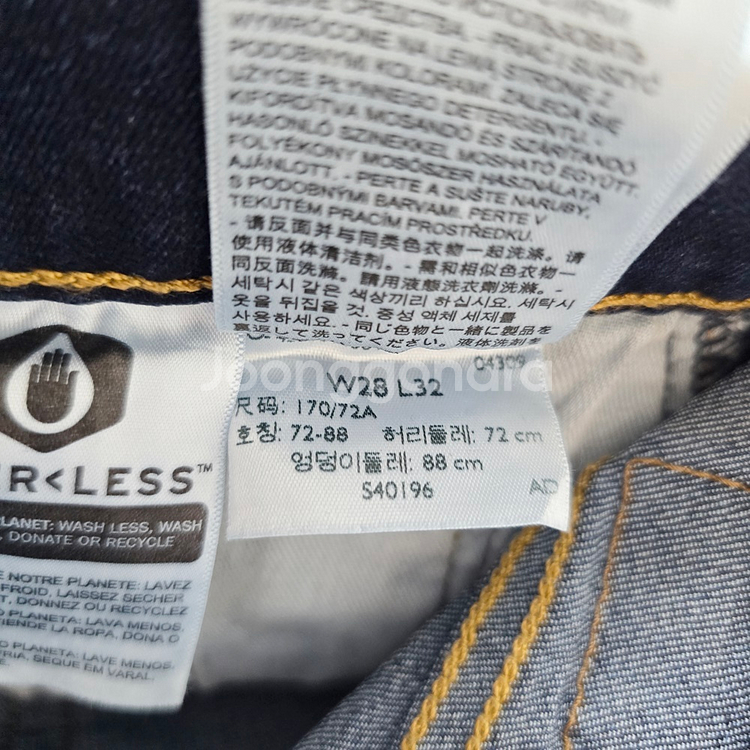 WYWRÓCONE NA LEWĄ STRONĘ Z
PODOBNYMI KOLORAMI. ZALECA SIĘ
UŻYCIE PŁYNNEGO DETERGENTU. -
KIFORDÍTVA MOSANDÓ ÉS SZÁRÍTANDÓ
HASONLÓ SZINEKKEL MOSHATÓ EGYÜTT.
FOLYÉKONY MOSÓSZER HASZNÁLATA
AJÁNLOTT. - PERTE A SUŠTE NARUBY,
S PODOBNÝMI BARVAMI. PERTE V
TEKUTÉM PRACÍM PROSTŘEDKU.
- 请反面并与同类色衣物一起洗涤。请
使用液体清洁剂。 - 需和相似色衣物一
同反面洗滌。請用液態洗衣劑洗滌。 -
세탁시 같은 색상끼리 하십시요. 세탁시
옷을 뒤집을 것. 중성 액체 세제를
사용하세요. - 同じ色物と一緒に製品を
裏返して洗ってください。液体洗剤を
04309
W28 L32
尺码: 170/72A
호칭: 72-88 허리둘레: 72 cm
엉덩이둘레: 88 cm
S40196 AD
R<LESS™
LANET: WASH LESS, WASH
, DONATE OR RECYCLE
E NOTRE PLANETE: LAVEZ
FROID, LAISSEZ SECHER
T, DONNEZ OU RECYCLEZ
PLANETA: LAVA MENOS,
TIENDE LA ROPA, DONA O
O PLANETA: LAVE MENOS,
FRIA, SEQUE EM VARAL,
Joonggonara